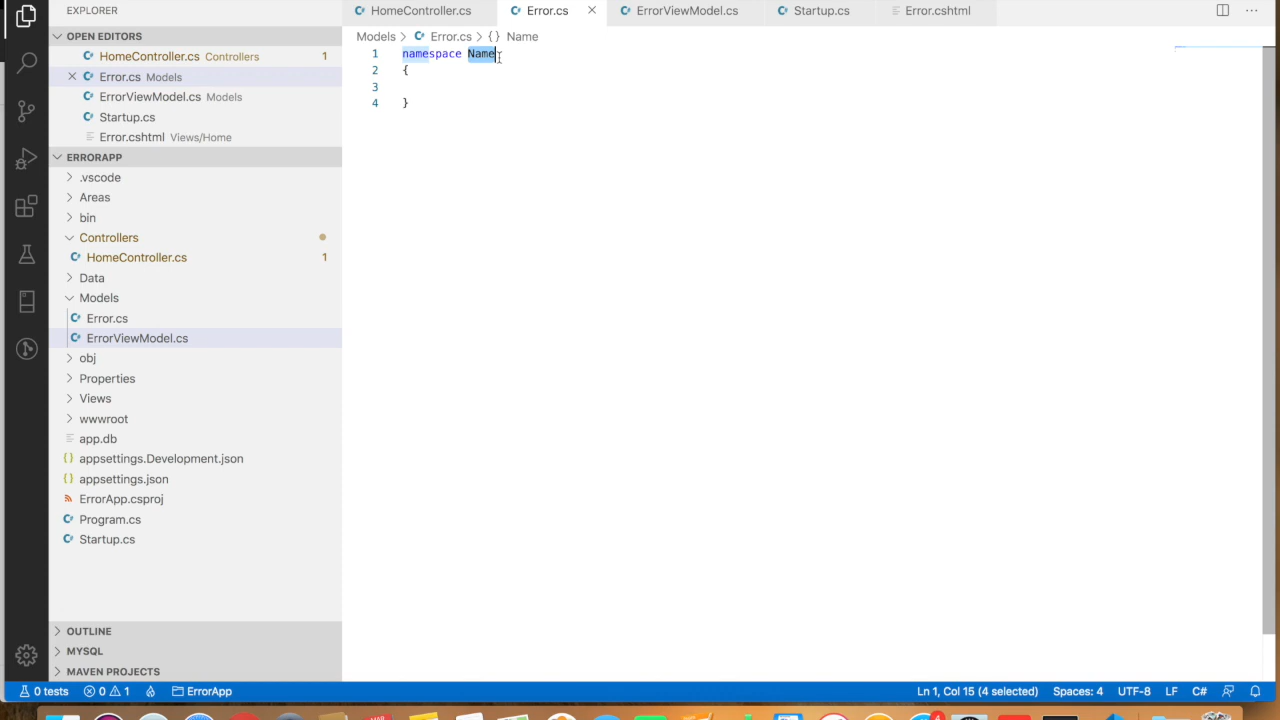 EXPLORER
OPEN EDITORS
HomeController.cs Controllers 1
Error.cs Models
ErrorViewModel.cs Models
Startup.cs
Error.cshtml Views/Home
ERRORAPP
.vscode
Areas
bin
Controllers
HomeController.cs 1
Data
Models
Error.cs
ErrorViewModel.cs
obj
Properties
Views
wwwroot
app.db
appsettings.Development.json
appsettings.json
ErrorApp.csproj
Program.cs
Startup.cs
OUTLINE
MYSQL
MAVEN PROJECTS
HomeController.cs Error.cs ErrorViewModel.cs Startup.cs Error.cshtml
Models > Error.cs > {} Name
1 namespace Name
2 {
3
4 }
0 tests 0 1 ErrorApp Ln 1, Col 15 (4 selected) Spaces: 4 UTF-8 LF C#